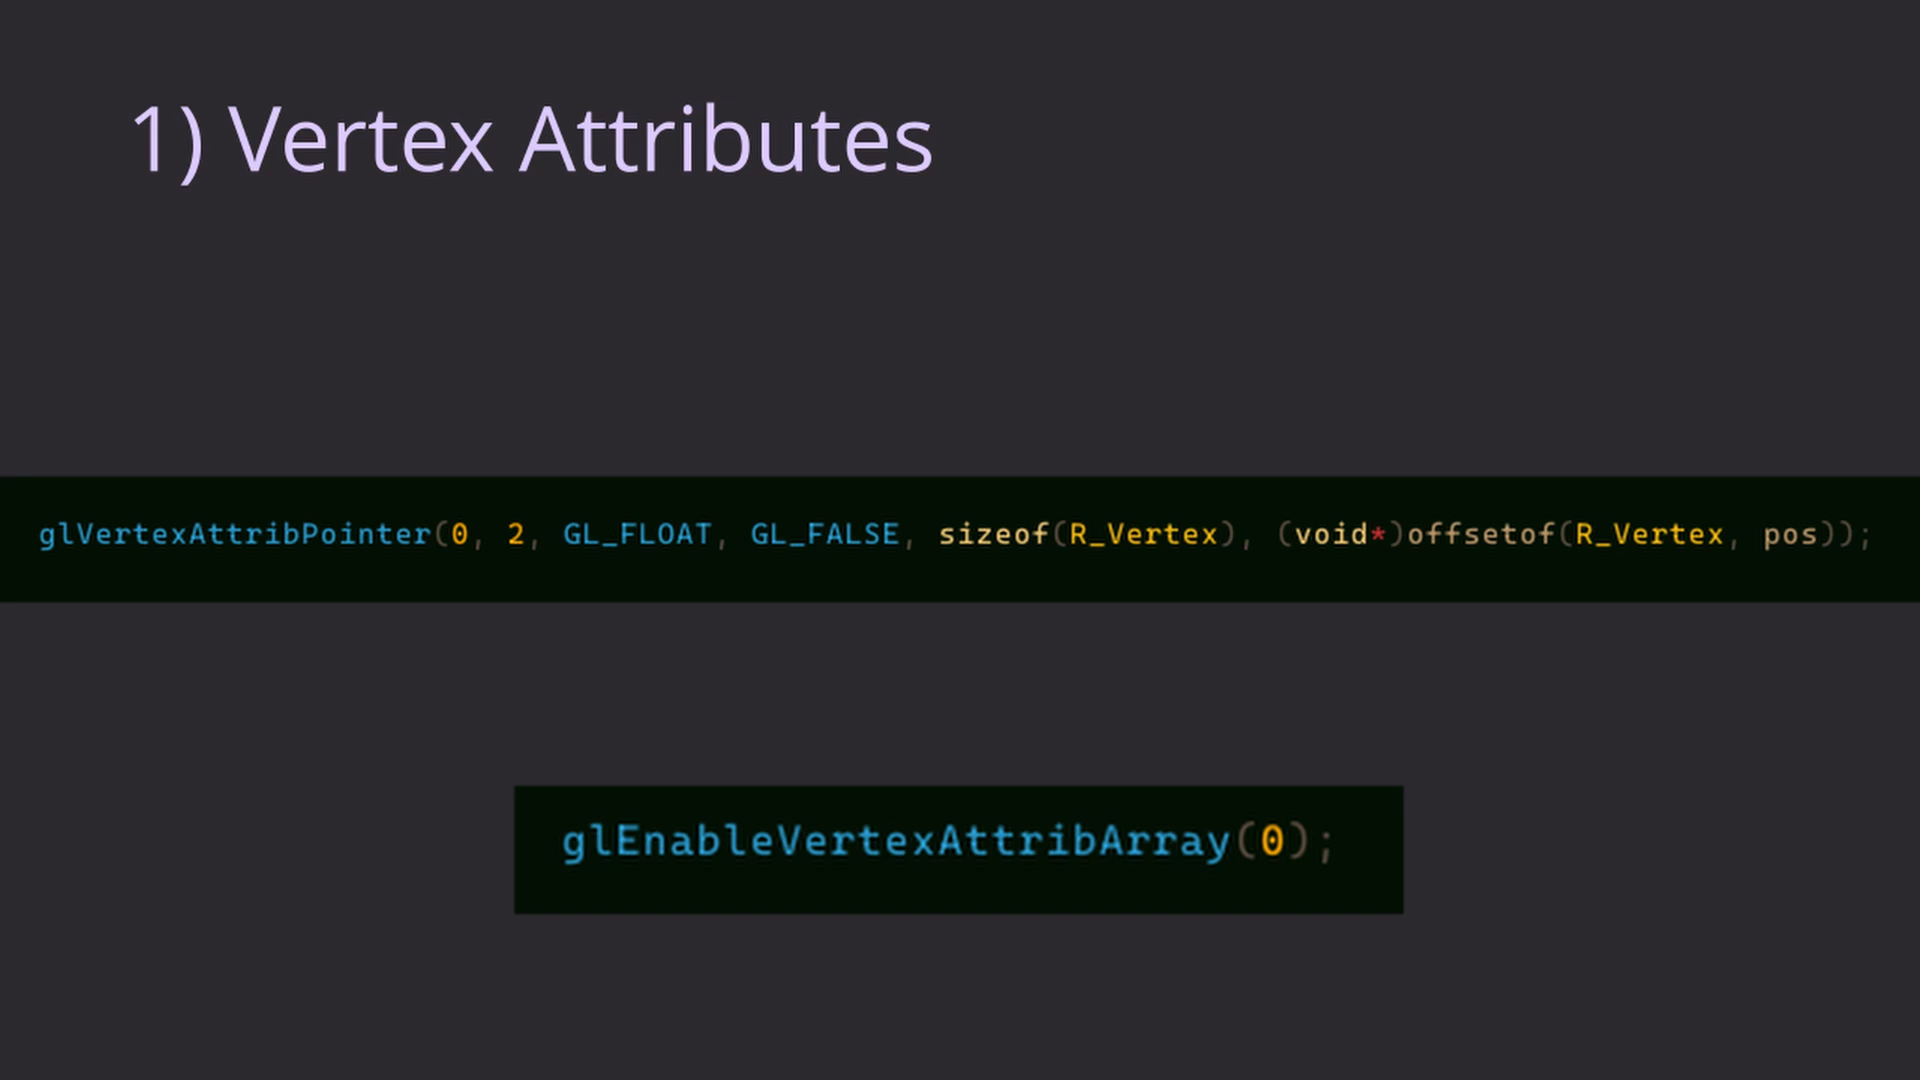 1) Vertex Attributes
glVertexAttribPointer(0, 2, GL_FLOAT, GL_FALSE, sizeof(R_Vertex), (void*)offsetof(R_Vertex, pos));
glEnableVertexAttribArray(0);